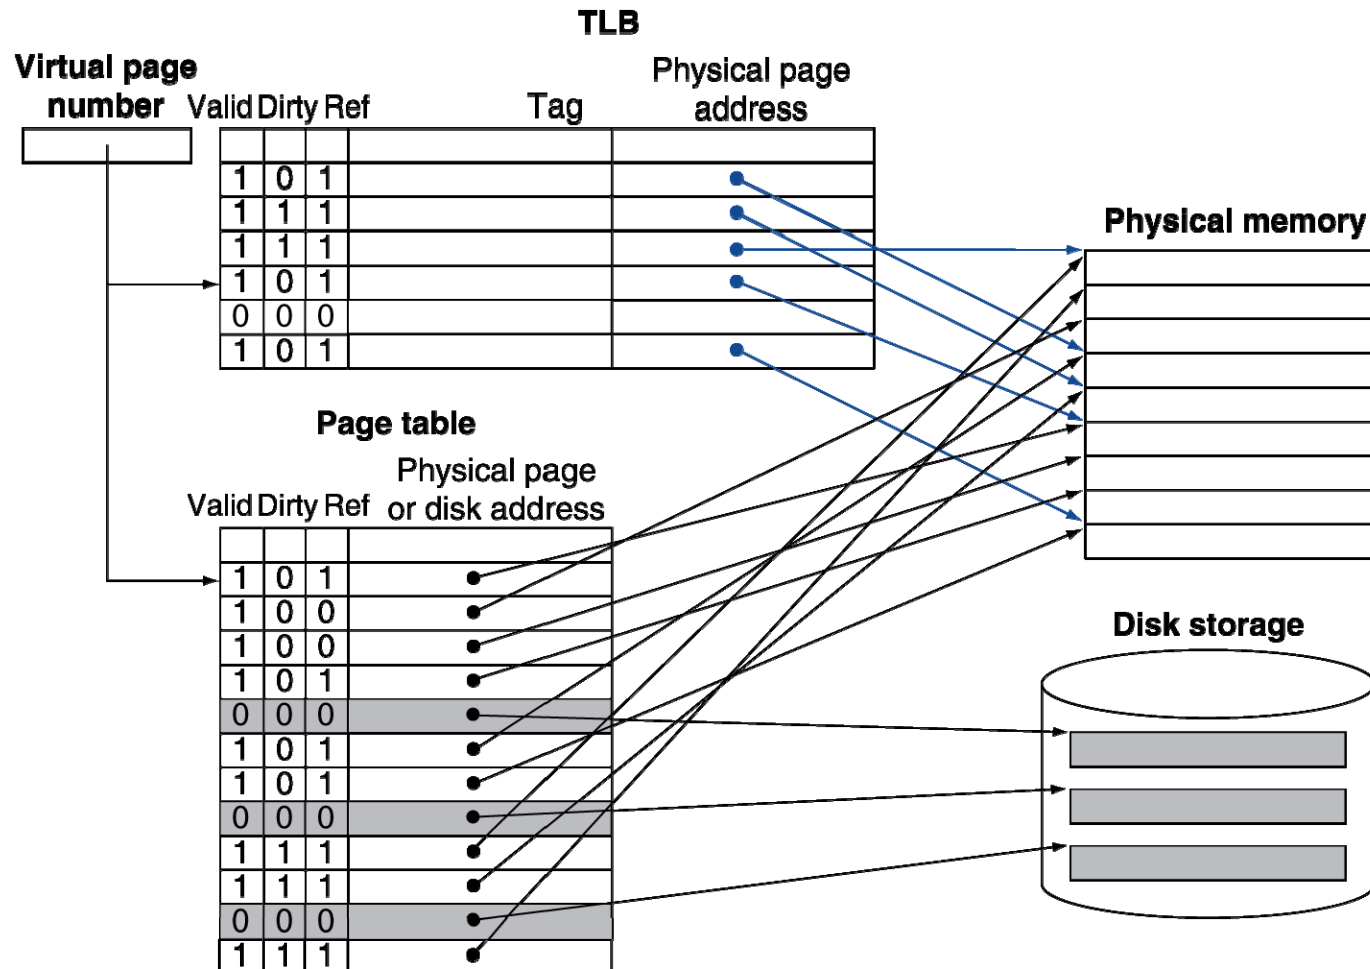 TLB
Virtual page
number
Valid Dirty Ref
Tag
Physical page
address
1 0 1
1 1 1
1 1 1
1 0 1
0 0 0
1 0 1
Physical memory
Page table
Physical page
or disk address
Valid Dirty Ref
1 0 1
1 0 0
1 0 0
1 0 1
0 0 0
1 0 1
1 0 1
0 0 0
1 1 1
1 1 1
0 0 0
1 1 1
Disk storage